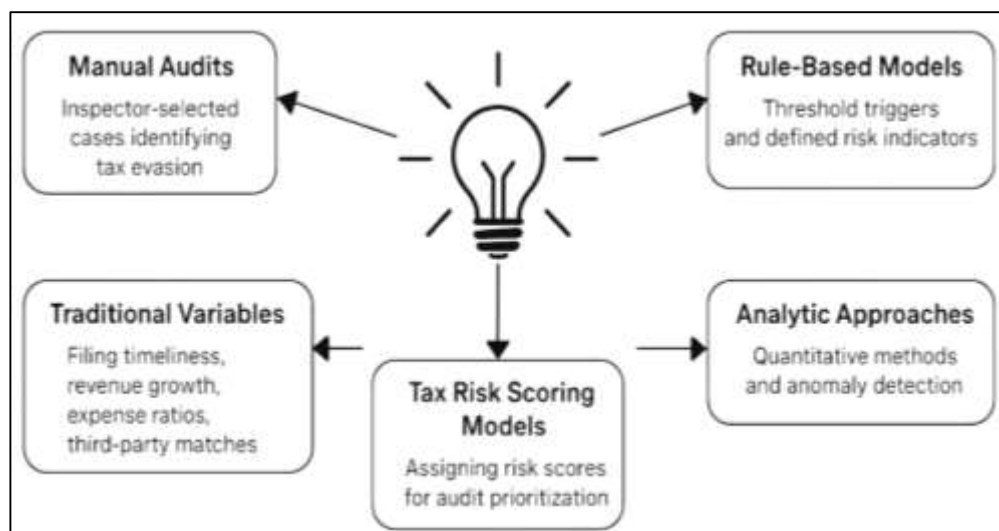 Manual Audits
Inspector-selected
cases identifying
tax evasion
Rule-Based Models
Threshold triggers
and defined risk indicators
Traditional Variables
Filing timeliness,
revenue growth,
expense ratios,
third-party matches
Tax Risk Scoring
Models
Assigning risk scores
for audit prioritization
Analytic Approaches
Quantitative methods
and anomaly detection